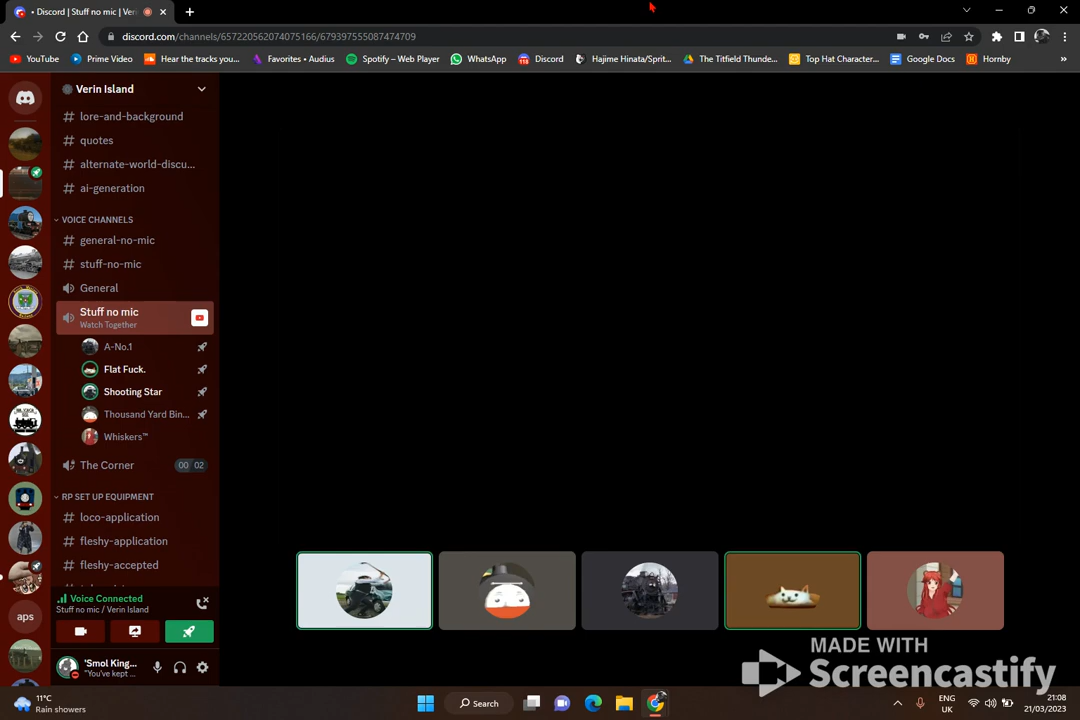 • Discord | Stuff no mic | Veri
discord.com/channels/657220562074075166/679397555087474709
YouTube
Prime Video
Hear the tracks you...
Favorites • Audius
Spotify – Web Player
WhatsApp
118
Discord
Hajime Hinata/Sprit...
The Titfield Thunde...
Top Hat Character...
Google Docs
Hornby
»
Verin Island
# lore-and-background
# quotes
# alternate-world-discu...
# ai-generation
VOICE CHANNELS
# general-no-mic
# stuff-no-mic
General
Stuff no mic
Watch Together
A-No.1
Flat Fuck.
Shooting Star
Thousand Yard Bin...
Whiskers™
The Corner
00 02
RP SET UP EQUIPMENT
# loco-application
# fleshy-application
# fleshy-accepted
aps
Voice Connected
Stuff no mic / Verin Island
'Smol King...
"You've kept ...
MADE WITH
Screencastify
11°C
Rain showers
Search
ENG
UK
21:08
21/03/2023